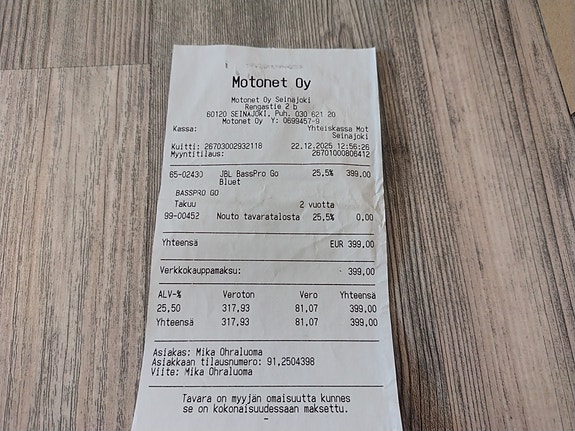 Motonet Oy
Motonet Oy Seinajoki
Rengastie 2 b
60120 SEINAJOKI, Puh. 030 621 20
Motonet Oy Y: 0699457-9
Kassa: Yhteiskassa Mot
Seinajoki
Kuitti: 26703002932118 22.12.2025 12:56:26
Myyntitilaus: 26701000806412
65-02430 JBL BassPro Go 25,5% 399,00
Bluet
BASSPRO GO
Takuu 2 vuotta
99-00452 Nouto tavaratalosta 25,5% 0.00
Yhteensä EUR 399,00
Verkkokauppamaksu: 399,00
ALV-% Veroton Vero Yhteensä
25,50 317,93 81,07 399,00
Yhteensä 317,93 81,07 399,00
Asiakas: Mika Ohraluoma
Asiakkaan tilausnumero: 91,2504398
Viite: Mika Ohraluoma
Tavara on myyjän omaisuutta kunnes
se on kokonaisuudessaan maksettu.
-